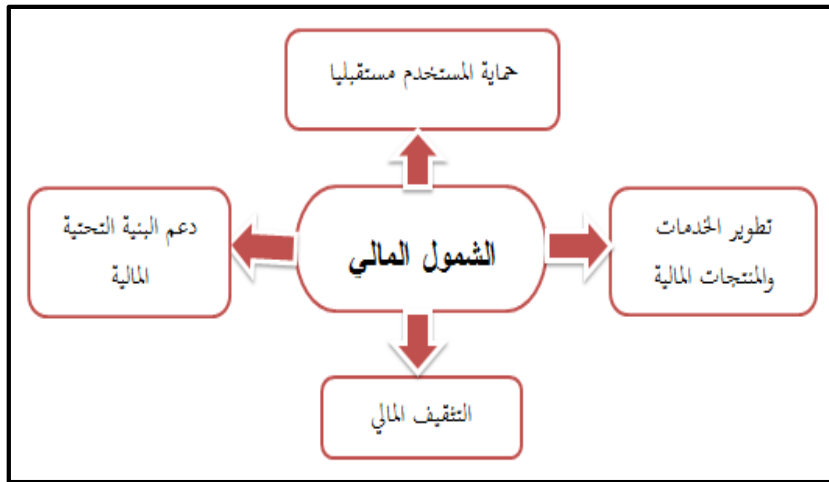 حماية المستخدم مستقبليا
تطوير الخدمات
والمنتجات المالية
الشمول المالي
دعم البنية التحتية
المالية
التثقيف المالي